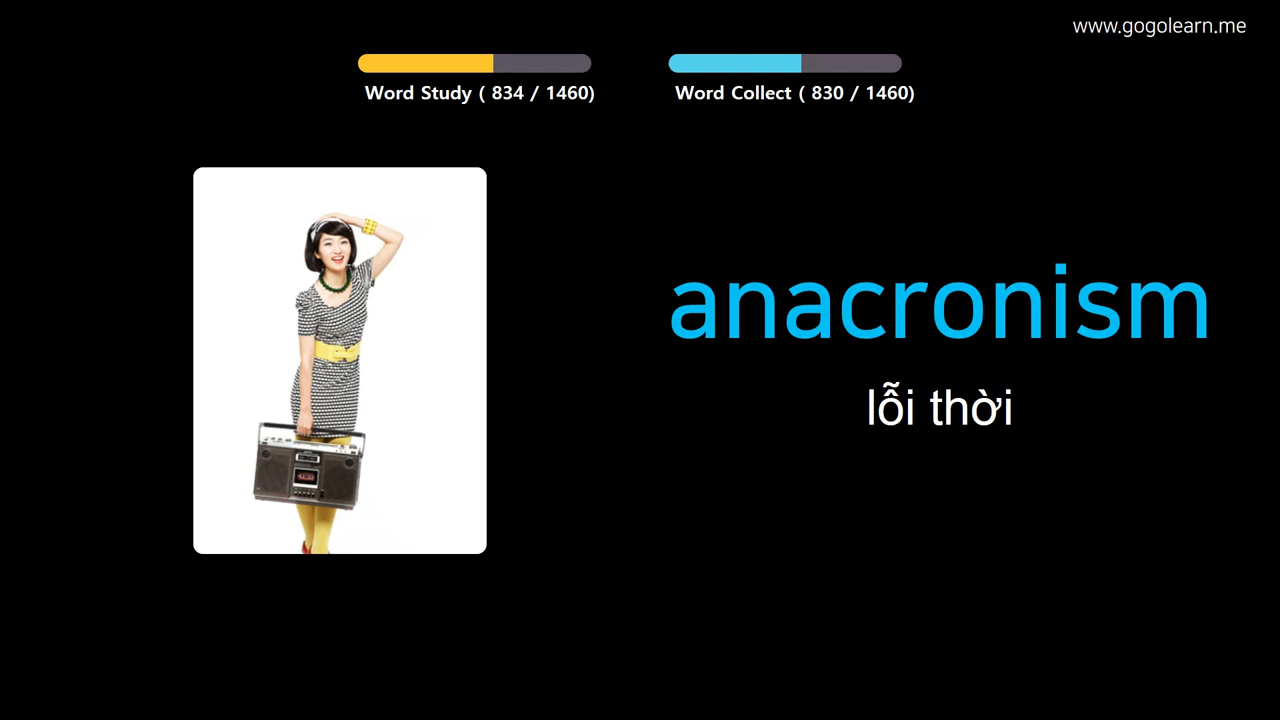 www.gogolearn.me
Word Study ( 834 / 1460)
Word Collect ( 830 / 1460)
anacronism
lỗi thời